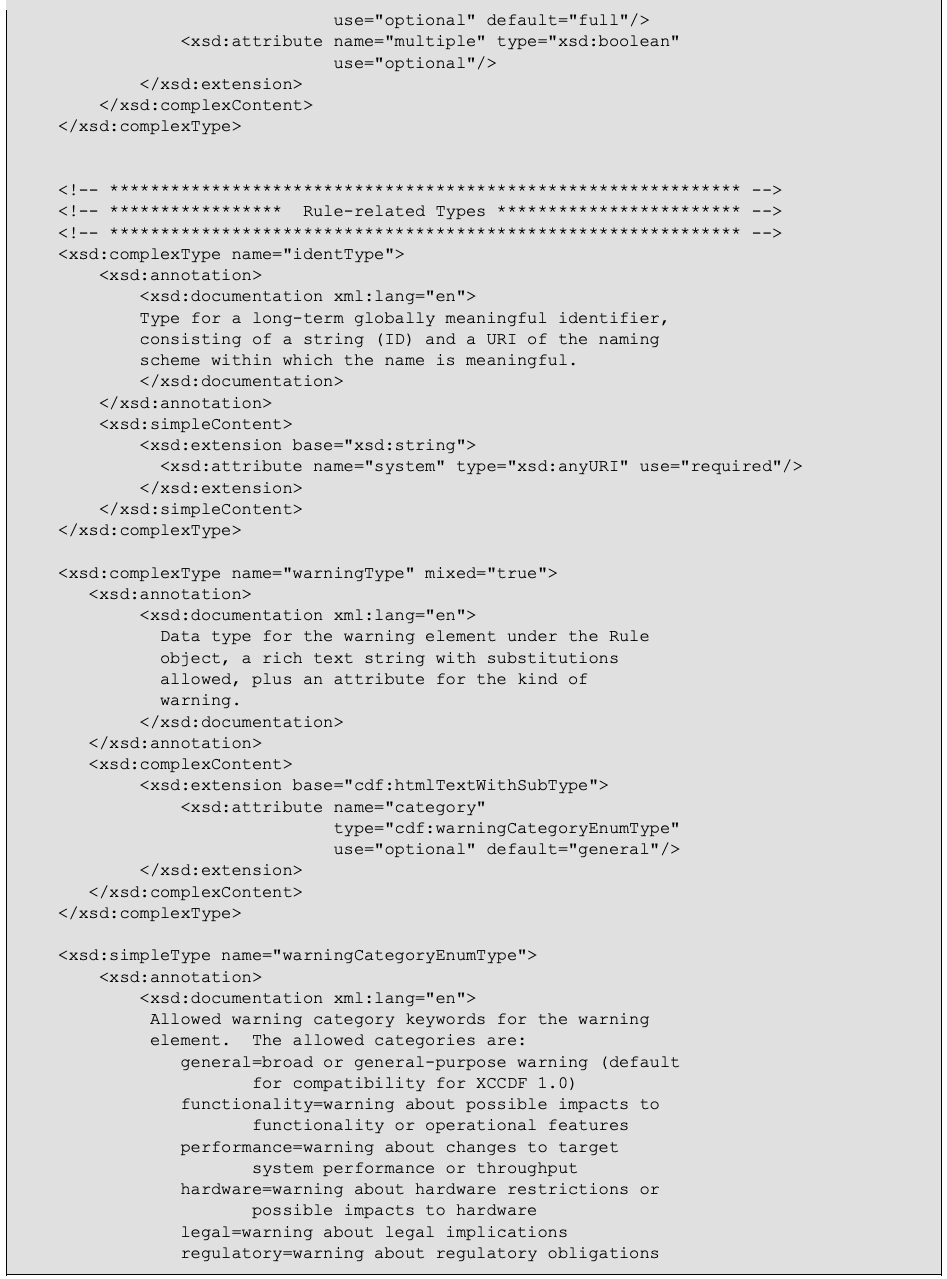 use="optional" default="full"/>
            <xsd:attribute name="multiple" type="xsd:boolean"
                           use="optional"/>
        </xsd:extension>
    </xsd:complexContent>
</xsd:complexType>
<!-- ************************************************************** -->
<!-- *****************  Rule-related Types ************************ -->
<!-- ************************************************************** -->
<xsd:complexType name="identType">
    <xsd:annotation>
        <xsd:documentation xml:lang="en">
        Type for a long-term globally meaningful identifier,
        consisting of a string (ID) and a URI of the naming
        scheme within which the name is meaningful.
        </xsd:documentation>
    </xsd:annotation>
    <xsd:simpleContent>
        <xsd:extension base="xsd:string">
          <xsd:attribute name="system" type="xsd:anyURI" use="required"/>
        </xsd:extension>
    </xsd:simpleContent>
</xsd:complexType>
<xsd:complexType name="warningType" mixed="true">
   <xsd:annotation>
        <xsd:documentation xml:lang="en">
          Data type for the warning element under the Rule
          object, a rich text string with substitutions
          allowed, plus an attribute for the kind of
          warning.
        </xsd:documentation>
   </xsd:annotation>
   <xsd:complexContent>
        <xsd:extension base="cdf:htmlTextWithSubType">
            <xsd:attribute name="category"
                           type="cdf:warningCategoryEnumType"
                           use="optional" default="general"/>
        </xsd:extension>
   </xsd:complexContent>
</xsd:complexType>
<xsd:simpleType name="warningCategoryEnumType">
    <xsd:annotation>
        <xsd:documentation xml:lang="en">
         Allowed warning category keywords for the warning
         element.  The allowed categories are:
            general=broad or general-purpose warning (default
                   for compatibility for XCCDF 1.0)
            functionality=warning about possible impacts to
                   functionality or operational features
            performance=warning about changes to target
                   system performance or throughput
            hardware=warning about hardware restrictions or
                   possible impacts to hardware
            legal=warning about legal implications
            regulatory=warning about regulatory obligations